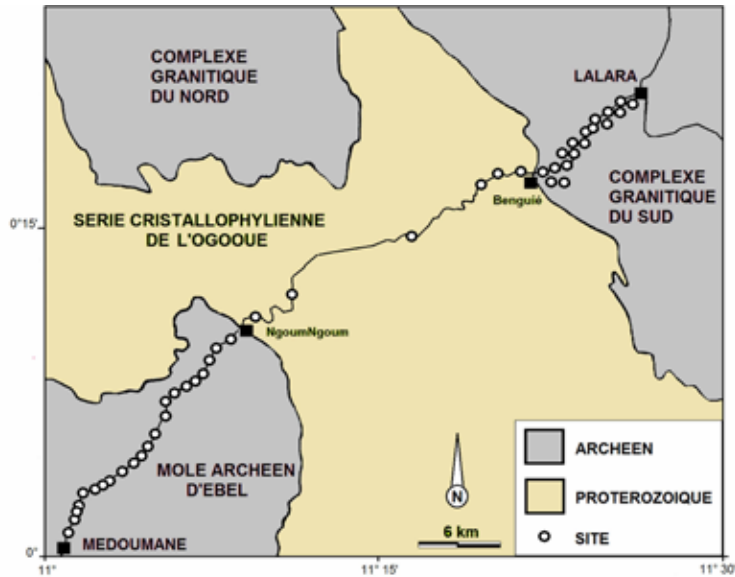 COMPLEXE
GRANITIQUE
DU NORD
LALARA
COMPLEXE
GRANITIQUE
DU SUD
Benguié
SERIE CRISTALLOPHYLIENNE
DE L'OGOOUE
0°15'
NgoumNgoum
MOLE ARCHEEN
D'EBEL
MEDOUMANE
N
6 km
ARCHEEN
PROTEROZOIQUE
SITE
0°
11°
11° 15'
11° 30'